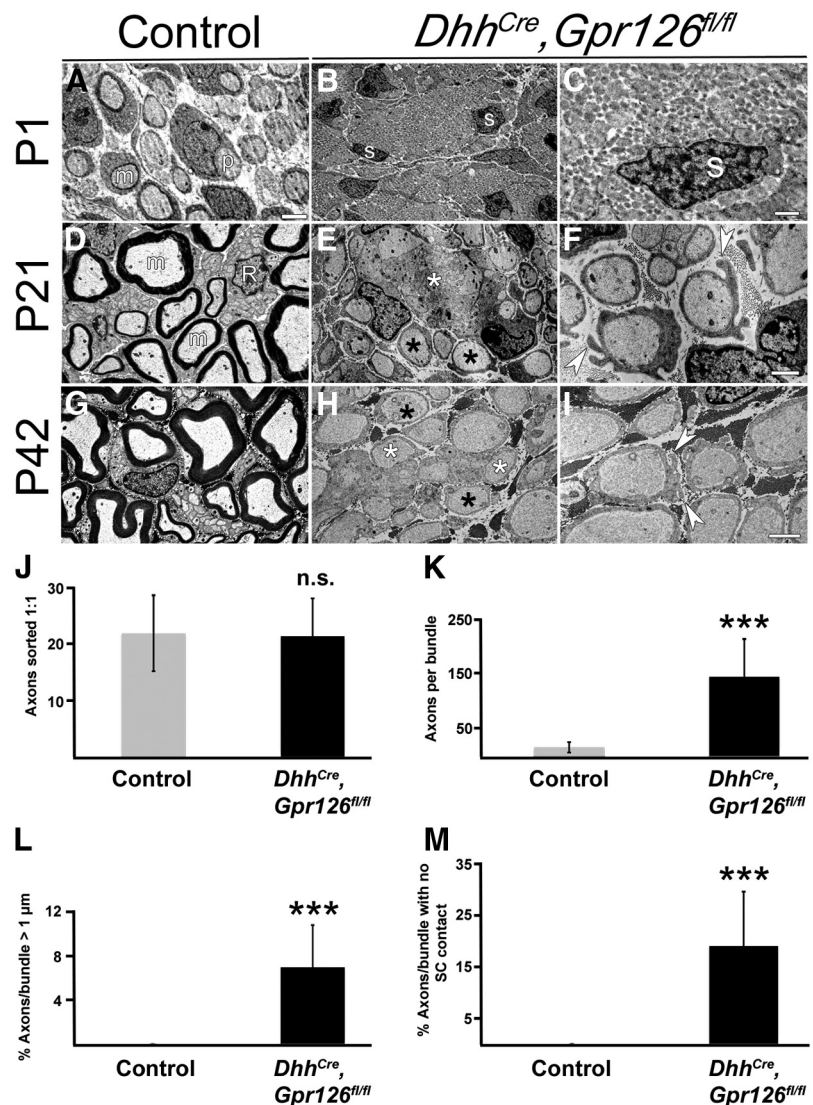 Control
Dhh^Cre, Gpr126^fl/fl
P1
A
m
p
B
s
s
C
S
P21
D
m
R
m
E
*
* *
F
P42
G
H
*
* *
*
I
J
n.s.
Axons sorted 1:1
30
20
10
Control
Dhh^Cre,
Gpr126^fl/fl
K
***
Axons per bundle
250
150
50
Control
Dhh^Cre,
Gpr126^fl/fl
L
***
% Axons/bundle > 1 µm
12
8
4
Control
Dhh^Cre,
Gpr126^fl/fl
M
***
% Axons/bundle with no
SC contact
35
25
15
5
Control
Dhh^Cre,
Gpr126^fl/fl